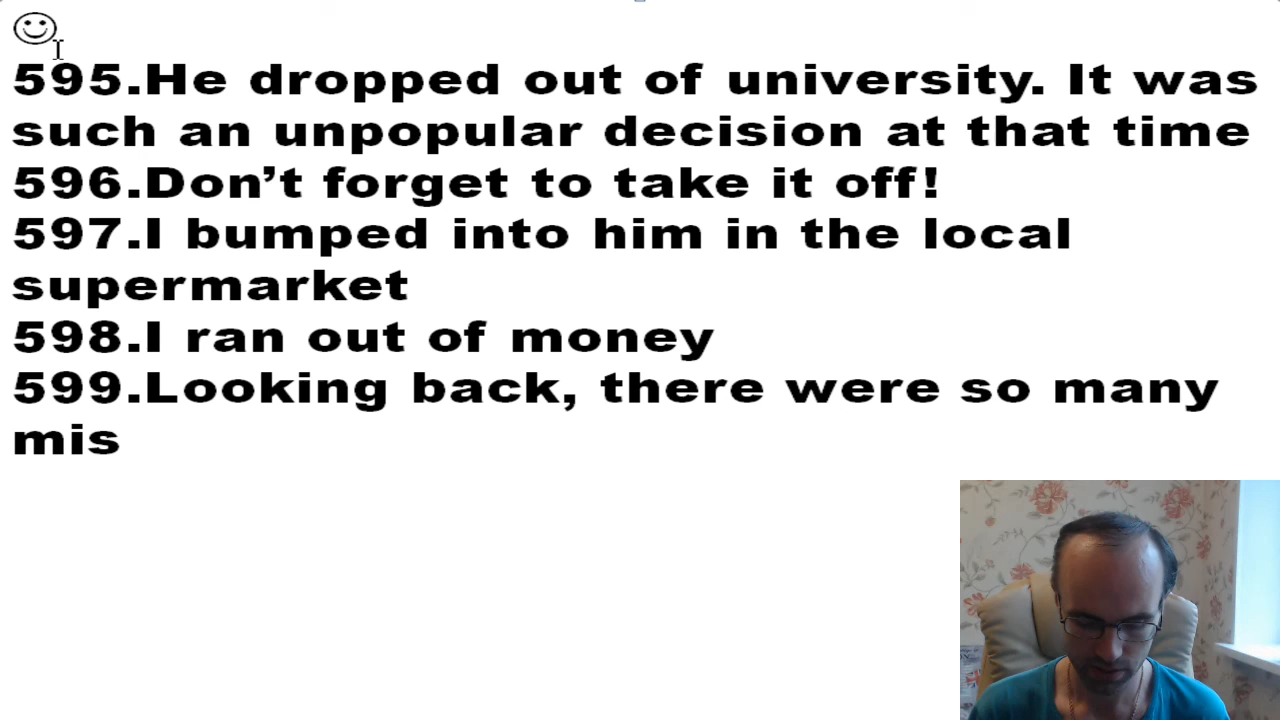 595.He dropped out of university. It was
such an unpopular decision at that time
596.Don’t forget to take it off!
597.I bumped into him in the local
supermarket
598.I ran out of money
599.Looking back, there were so many
mis